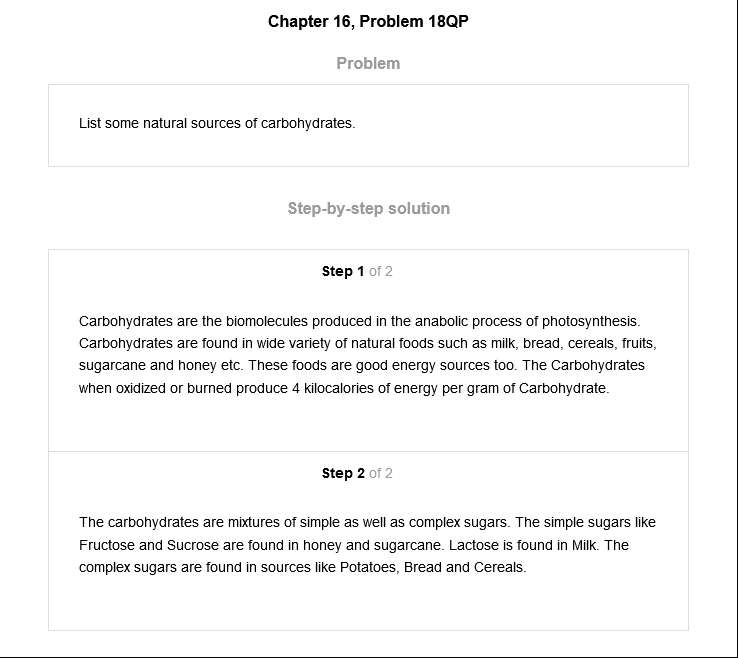 Chapter 16, Problem 18QP
Problem
List some natural sources of carbohydrates.
Step-by-step solution
Step 1 of 2
Carbohydrates are the biomolecules produced in the anabolic process of photosynthesis.
Carbohydrates are found in wide variety of natural foods such as milk, bread, cereals, fruits,
sugarcane and honey etc. These foods are good energy sources too. The Carbohydrates
when oxidized or burned produce 4 kilocalories of energy per gram of Carbohydrate.
Step 2 of 2
The carbohydrates are mixtures of simple as well as complex sugars. The simple sugars like
Fructose and Sucrose are found in honey and sugarcane. Lactose is found in Milk. The
complex sugars are found in sources like Potatoes, Bread and Cereals.